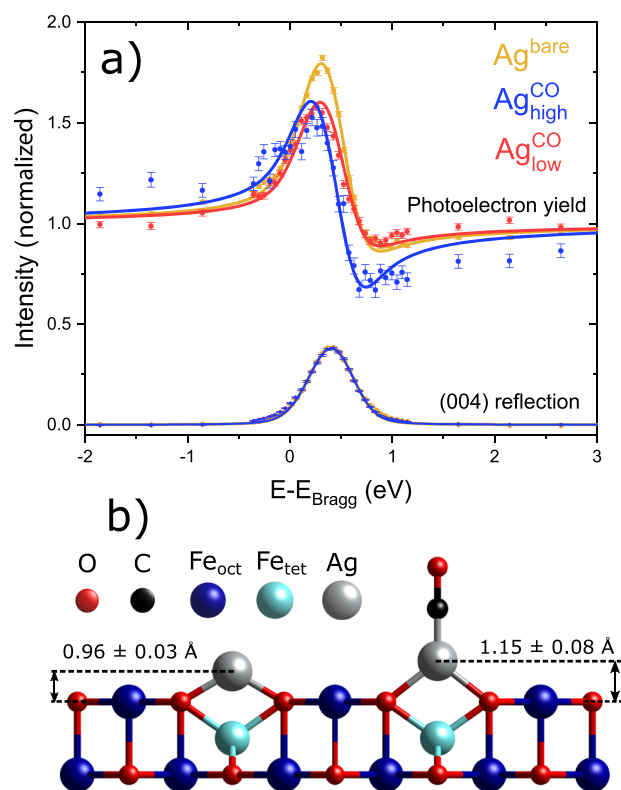 a)
Ag^bare
Ag^CO_high
Ag^CO_low
Photoelectron yield
(004) reflection
Intensity (normalized)
2.0
1.5
1.0
0.5
0.0
-2 -1 0 1 2 3
E-E_Bragg (eV)
b)
O C Fe_oct Fe_tet Ag
0.96 ± 0.03 Å
1.15 ± 0.08 Å